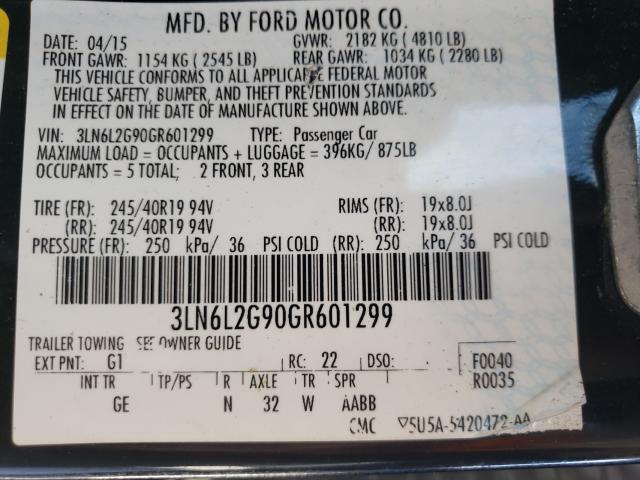 MFD. BY FORD MOTOR CO.
DATE: 04/15 GVWR: 2182 KG ( 4810 LB)
FRONT GAWR: 1154 KG ( 2545 LB) REAR GAWR: 1034 KG ( 2280 LB)
THIS VEHICLE CONFORMS TO ALL APPLICABLE FEDERAL MOTOR
VEHICLE SAFETY, BUMPER, AND THEFT PREVENTION STANDARDS
IN EFFECT ON THE DATE OF MANUFACTURE SHOWN ABOVE.
VIN: 3LN6L2G90GR601299 TYPE: Passenger Car
MAXIMUM LOAD = OCCUPANTS + LUGGAGE = 396KG/ 875LB
OCCUPANTS = 5 TOTAL; 2 FRONT, 3 REAR
TIRE (FR): 245/40R19 94V RIMS (FR): 19x8.0J
(RR): 245/40R19 94V (RR): 19x8.0J
PRESSURE (FR): 250 kPa/ 36 PSI COLD (RR): 250 kPa/ 36 PSI COLD
3LN6L2G90GR601299
TRAILER TOWING SEE OWNER GUIDE
EXT PNT: G1 RC: 22 DSO: F0040
R0035
INT TR TP/PS R AXLE TR SPR
GE N 32 W AABB
CMC 5U5A-5420472-AA